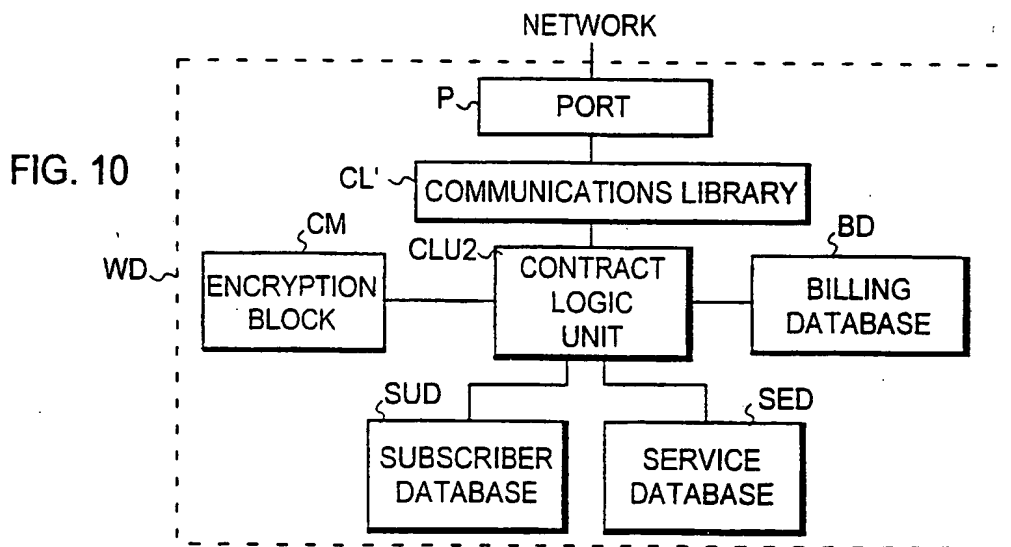 NETWORK
P
PORT
FIG. 10
CL'
COMMUNICATIONS LIBRARY
CM
CLU2
BD
WD
ENCRYPTION
BLOCK
CONTRACT
LOGIC
UNIT
BILLING
DATABASE
SUD
SED
SUBSCRIBER
DATABASE
SERVICE
DATABASE